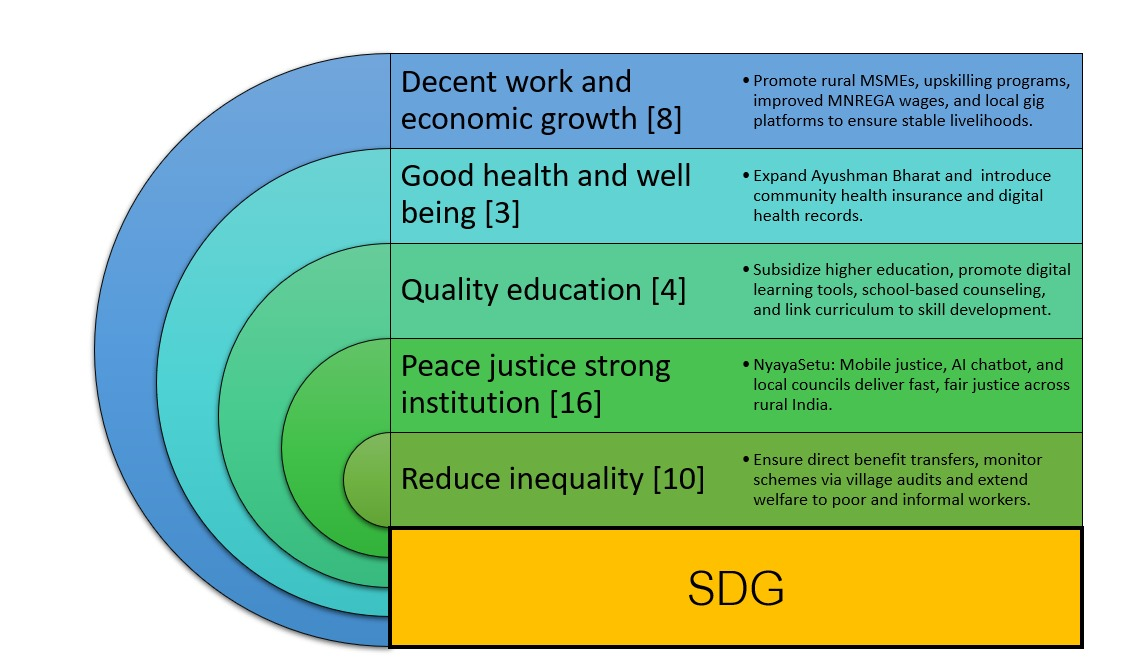 Decent work and
economic growth [8]
• Promote rural MSMEs, upskilling programs,
improved MNREGA wages, and local gig
platforms to ensure stable livelihoods.
Good health and well
being [3]
• Expand Ayushman Bharat and  introduce
community health insurance and digital
health records.
Quality education [4]
• Subsidize higher education, promote digital
learning tools, school-based counseling,
and link curriculum to skill development.
Peace justice strong
institution [16]
• NyayaSetu: Mobile justice, AI chatbot, and
local councils deliver fast, fair justice across
rural India.
Reduce inequality [10]
• Ensure direct benefit transfers, monitor
schemes via village audits and extend
welfare to poor and informal workers.
SDG